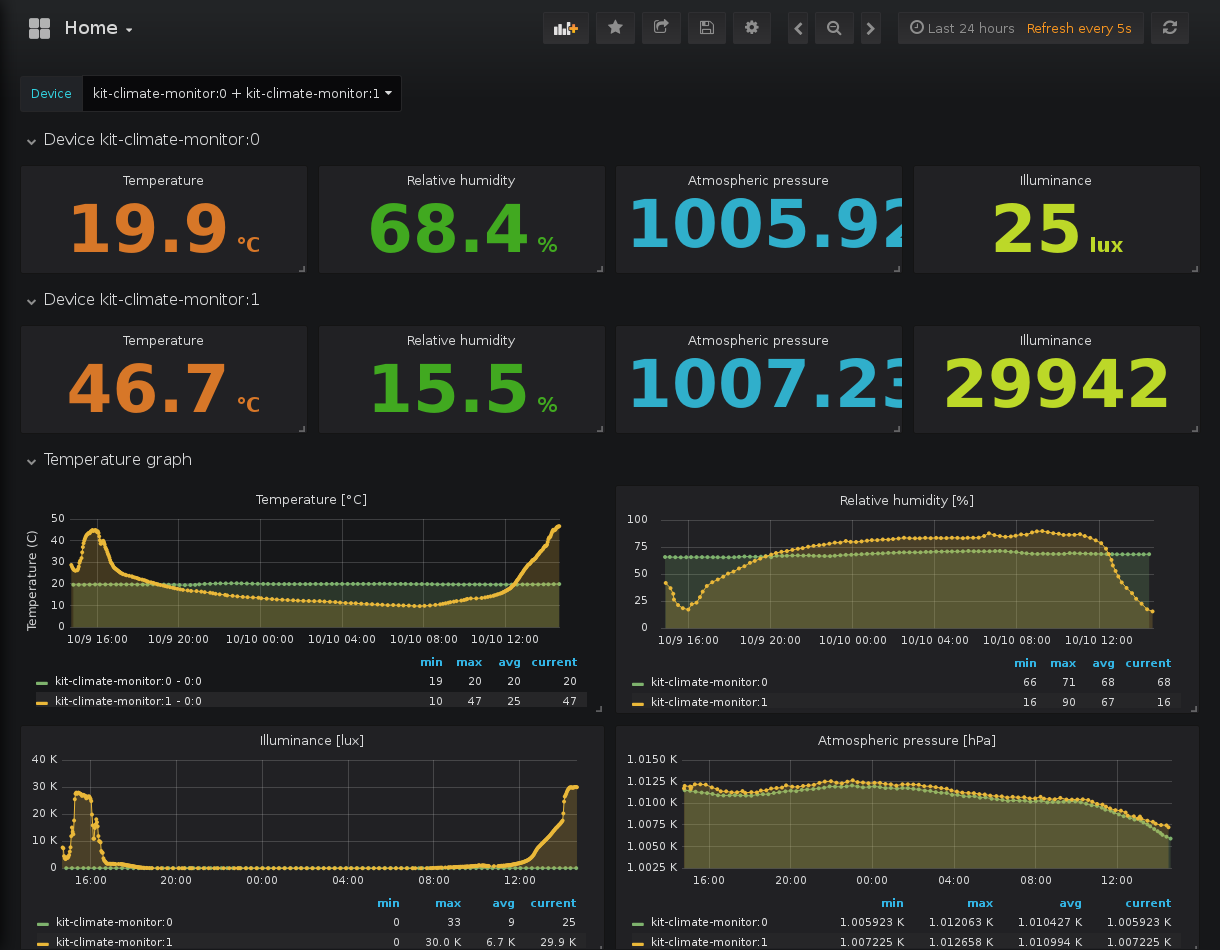 Home
Last 24 hours Refresh every 5s
Device kit-climate-monitor:0 + kit-climate-monitor:1
Device kit-climate-monitor:0
Temperature Relative humidity Atmospheric pressure Illuminance
19.9 °C 68.4 % 1005.92 25 lux
Device kit-climate-monitor:1
Temperature Relative humidity Atmospheric pressure Illuminance
46.7 °C 15.5 % 1007.23 29942
Temperature graph
Temperature [°C]
Temperature (C)
50
40
30
20
10
0
10/9 16:00 10/9 20:00 10/10 00:00 10/10 04:00 10/10 08:00 10/10 12:00
min max avg current
kit-climate-monitor:0 - 0:0 19 20 20 20
kit-climate-monitor:1 - 0:0 10 47 25 47
Relative humidity [%]
100
75
50
25
0
10/9 16:00 10/9 20:00 10/10 00:00 10/10 04:00 10/10 08:00 10/10 12:00
min max avg current
kit-climate-monitor:0 66 71 68 68
kit-climate-monitor:1 16 90 67 16
Illuminance [lux]
40 K
30 K
20 K
10 K
0
16:00 20:00 00:00 04:00 08:00 12:00
min max avg current
kit-climate-monitor:0 0 33 9 25
kit-climate-monitor:1 0 30.0 K 6.7 K 29.9 K
Atmospheric pressure [hPa]
1.0150 K
1.0125 K
1.0100 K
1.0075 K
1.0050 K
1.0025 K
16:00 20:00 00:00 04:00 08:00 12:00
min max avg current
kit-climate-monitor:0 1.005923 K 1.012063 K 1.010427 K 1.005923 K
kit-climate-monitor:1 1.007225 K 1.012658 K 1.010994 K 1.007225 K